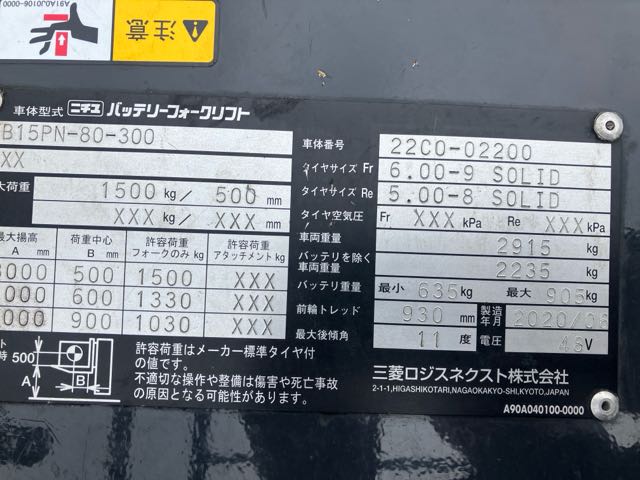 A91A0J0106-0000
注意
車体型式 ニチユ バッテリーフォークリフト
B15PN-80-300
XX
大荷重 1500 kg／ 500 mm
XXX kg／ XXX mm
最大揚高 A mm 荷重中心 B mm 許容荷重 フォークのみ kg 許容荷重 アタッチメント kg
3000 500 1500 XXX
000 600 1330 XXX
000 900 1030 XXX
ト
時 500
A
B
許容荷重はメーカー標準タイヤ付
の値です。
不適切な操作や整備は傷害や死亡事故
の原因となる可能性があります。
車体番号 22C0-02200
タイヤサイズ Fr 6.00-9 SOLID
タイヤサイズ Re 5.00-8 SOLID
タイヤ空気圧 Fr XXX kPa Re XXX kPa
車両重量 2915 kg
バッテリを除く
車両重量 2235 kg
バッテリ重量 最小 635 kg 最大 905 kg
前輪トレッド 930 mm 製造年月 2020/06
最大後傾角 11 度 電圧 48 V
三菱ロジスネクスト株式会社
2-1-1,HIGASHIKOTARI,NAGAOKAKYO-SHI,KYOTO,JAPAN
A90A040100-0000